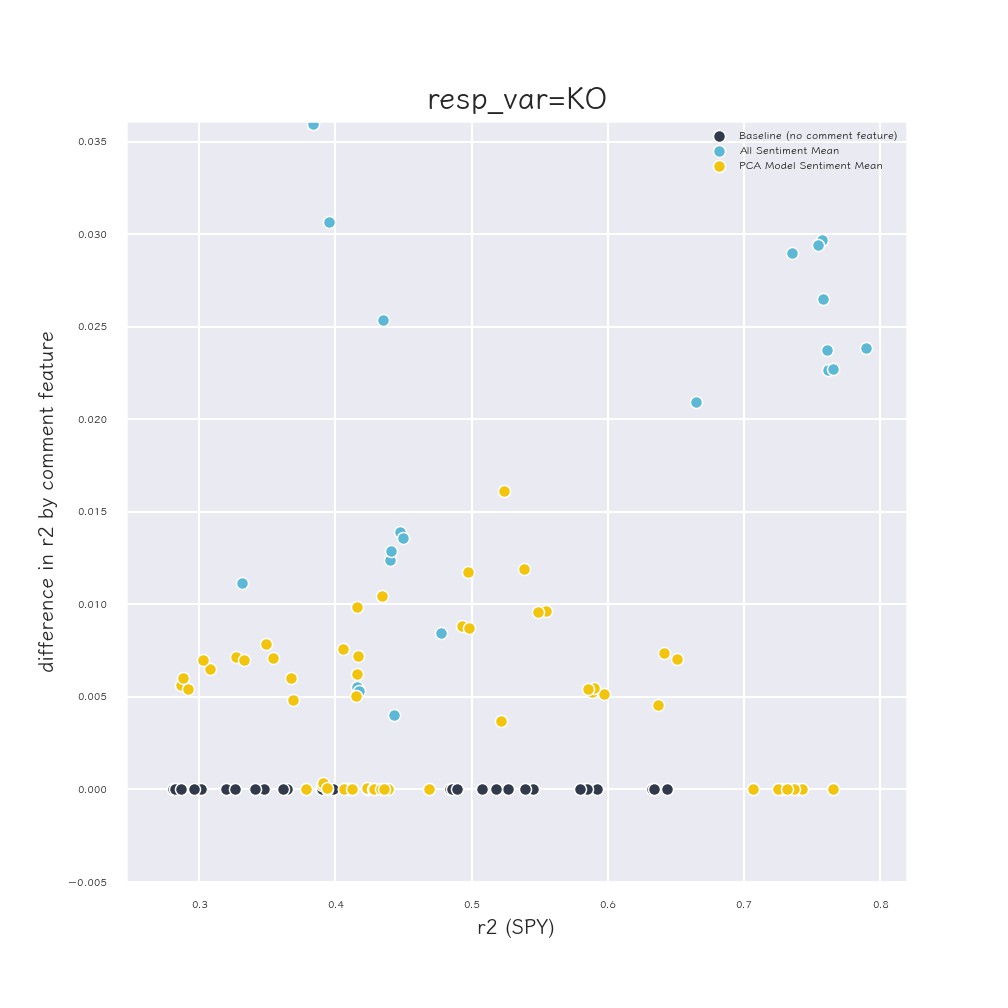 resp_var=KO
Baseline (no comment feature)
All Sentiment Mean
PCA Model Sentiment Mean
0.035
0.030
0.025
0.020
0.015
0.010
0.005
0.000
−0.005
difference in r2 by comment feature
0.3 0.4 0.5 0.6 0.7 0.8
r2 (SPY)